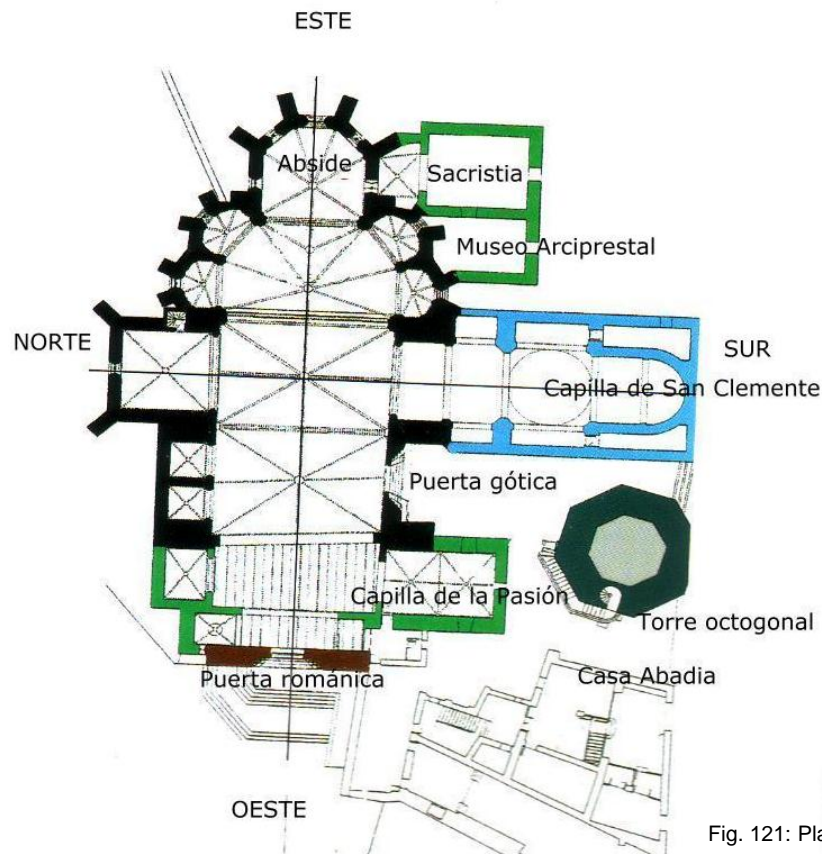 ESTE
Abside
Sacristia
Museo Arciprestal
NORTE
SUR
Capilla de San Clemente
Puerta gótica
Capilla de la Pasión
Torre octogonal
Puerta románica
Casa Abadia
OESTE
Fig. 121: Pla